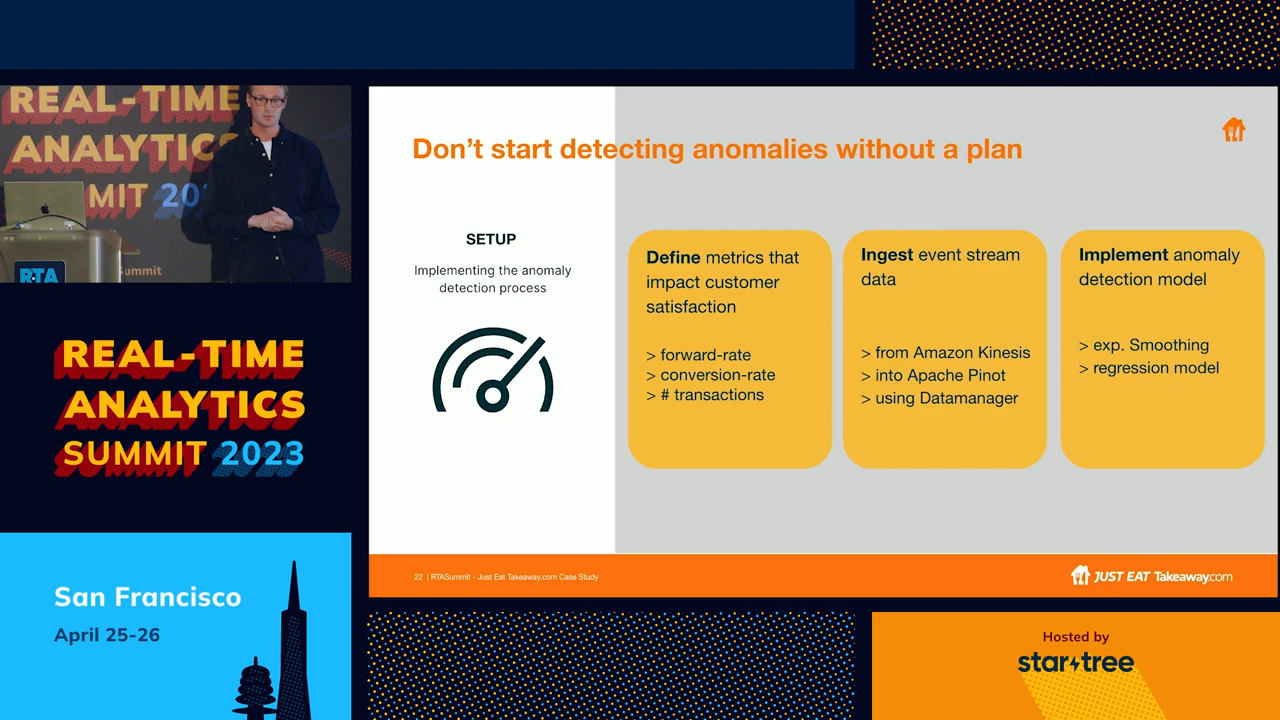 REAL-TIME
ANALYTICS
MIT 20
RTA
ummit
REAL-TIME
ANALYTICS
SUMMIT 2023
San Francisco
April 25-26
Don’t start detecting anomalies without a plan
SETUP
Implementing the anomaly
detection process
Define metrics that
impact customer
satisfaction
> forward-rate
> conversion-rate
> # transactions
Ingest event stream
data
> from Amazon Kinesis
> into Apache Pinot
> using Datamanager
Implement anomaly
detection model
> exp. Smoothing
> regression model
22 | RTASummit - Just Eat Takeaway.com Case Study
JUST EAT Takeaway.com
Hosted by
startree